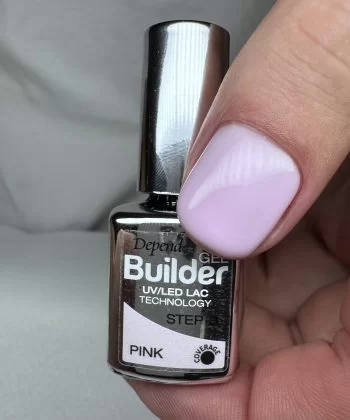 Depend
GEL
Builder
UV/LED LAC
TECHNOLOGY
STEP
PINK
COVERAGE